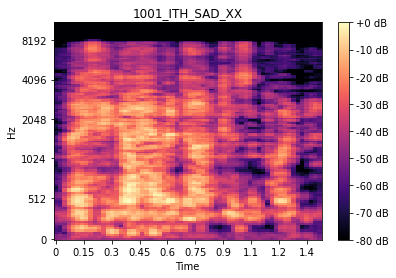 1001_ITH_SAD_XX
+0 dB
8192
-10 dB
4096
-20 dB
-30 dB
2048
Hz
-40 dB
1024
-50 dB
512
-60 dB
-70 dB
0
-80 dB
0 0.15 0.3 0.45 0.6 0.75 0.9 1.1 1.2 1.4
Time